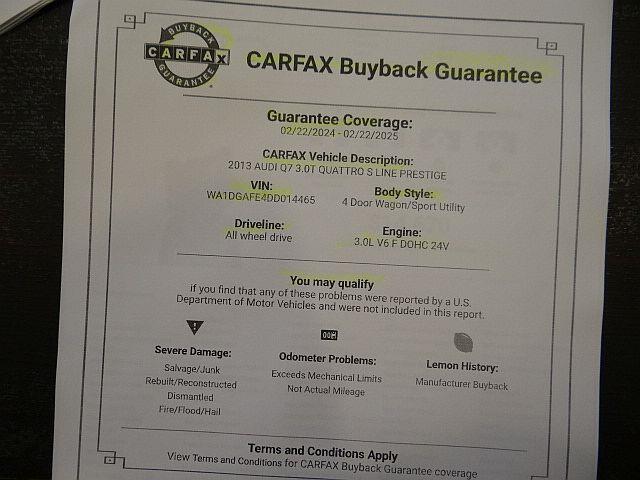 BUYBACK
CARFAX
GUARANTEE
CARFAX Buyback Guarantee
Guarantee Coverage:
02/22/2024 - 02/22/2025
CARFAX Vehicle Description:
2013 AUDI Q7 3.0T QUATTRO S LINE PRESTIGE
VIN:
WA1DGAFE4DD014465
Body Style:
4 Door Wagon/Sport Utility
Driveline:
All wheel drive
Engine:
3.0L V6 F DOHC 24V
You may qualify
if you find that any of these problems were reported by a U.S.
Department of Motor Vehicles and were not included in this report.
Severe Damage:
Salvage/Junk
Rebuilt/Reconstructed
Dismantled
Fire/Flood/Hail
Odometer Problems:
Exceeds Mechanical Limits
Not Actual Mileage
Lemon History:
Manufacturer Buyback
Terms and Conditions Apply
View Terms and Conditions for CARFAX Buyback Guarantee coverage